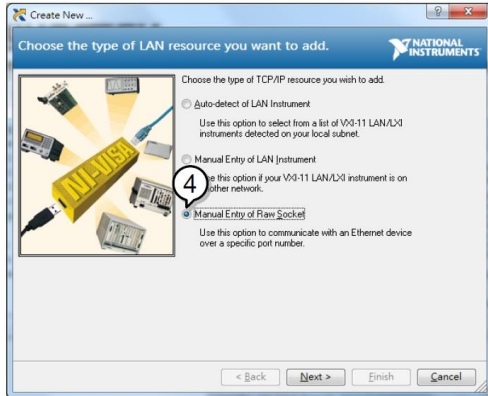 Create New ...
Choose the type of LAN resource you want to add.
NATIONAL
INSTRUMENTS
Choose the type of TCP/IP resource you wish to add.
Auto-detect of LAN Instrument
Use this option to select from a list of VXI-11 LAN/LXI
instruments detected on your local subnet.
Manual Entry of LAN Instrument
this option if your VXI-11 LAN/LXI instrument is on
other network.
4
Manual Entry of Raw Socket
Use this option to communicate with an Ethernet device
over a specific port number.
NI-VISA
< Back
Next >
Finish
Cancel